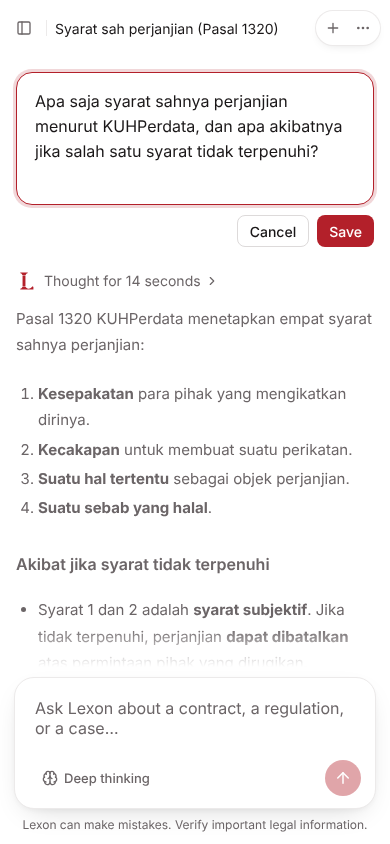 Syarat sah perjanjian (Pasal 1320)
Apa saja syarat sahnya perjanjian
menurut KUHPerdata, dan apa akibatnya
jika salah satu syarat tidak terpenuhi?
Cancel
Save
L Thought for 14 seconds
Pasal 1320 KUHPerdata menetapkan empat syarat
sahnya perjanjian:
1. Kesepakatan para pihak yang mengikatkan
dirinya.
2. Kecakapan untuk membuat suatu perikatan.
3. Suatu hal tertentu sebagai objek perjanjian.
4. Suatu sebab yang halal.
Akibat jika syarat tidak terpenuhi
• Syarat 1 dan 2 adalah syarat subjektif. Jika
tidak terpenuhi, perjanjian dapat dibatalkan
atas permintaan pihak yang dirugikan.
Ask Lexon about a contract, a regulation,
or a case...
Deep thinking
Lexon can make mistakes. Verify important legal information.